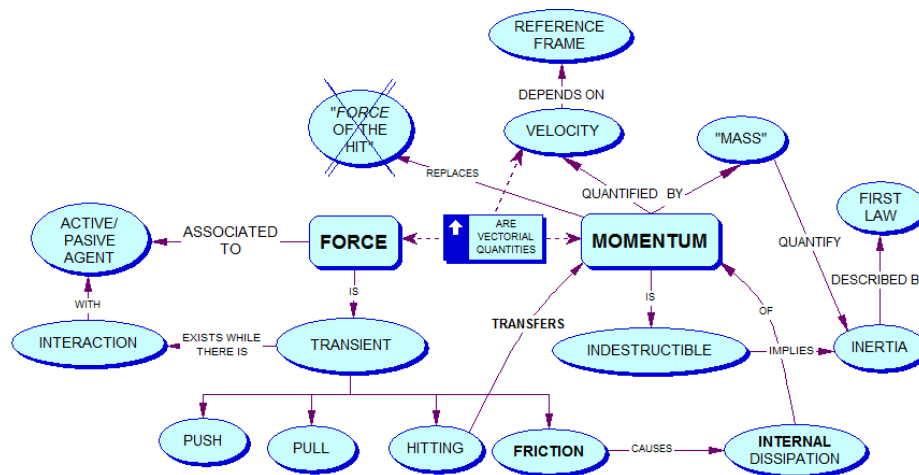 REFERENCE
FRAME
DEPENDS ON
"FORCE
OF THE
HIT"
VELOCITY
"MASS"
REPLACES
QUANTIFIED BY
FIRST
LAW
ACTIVE/
PASIVE
AGENT
ASSOCIATED
TO
FORCE
ARE
VECTORIAL
QUANTITIES
MOMENTUM
QUANTIFY
DESCRIBED B
WITH
IS
IS
OF
TRANSFERS
INTERACTION
EXISTS WHILE
THERE IS
TRANSIENT
INDESTRUCTIBLE
IMPLIES
INERTIA
PUSH
PULL
HITTING
FRICTION
CAUSES
INTERNAL
DISSIPATION